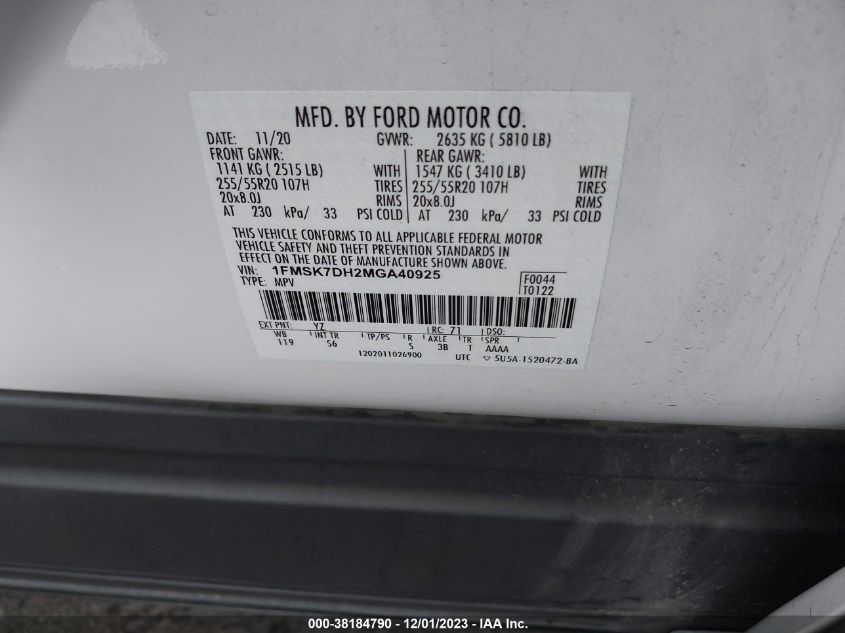 MFD. BY FORD MOTOR CO.
DATE: 11/20 GVWR: 2635 KG ( 5810 LB)
FRONT GAWR: REAR GAWR:
1141 KG ( 2515 LB) WITH 1547 KG ( 3410 LB) WITH
255/55R20 107H TIRES 255/55R20 107H TIRES
20x8.0J RIMS 20x8.0J RIMS
AT 230 kPa/ 33 PSI COLD AT 230 kPa/ 33 PSI COLD
THIS VEHICLE CONFORMS TO ALL APPLICABLE FEDERAL MOTOR
VEHICLE SAFETY AND THEFT PREVENTION STANDARDS IN
EFFECT ON THE DATE OF MANUFACTURE SHOWN ABOVE.
VIN: 1FMSK7DH2MGA40925 F0044
TYPE: MPV T0122
EXT PNT: YZ RC: 71 DSO:
WB INT TR TP/PS R AXLE TR SPR
119 S6 S 3B T AAAA
1202011026900 UTC ▽ 5U5A-1520472-BA
000-38184790 - 12/01/2023 - IAA Inc.